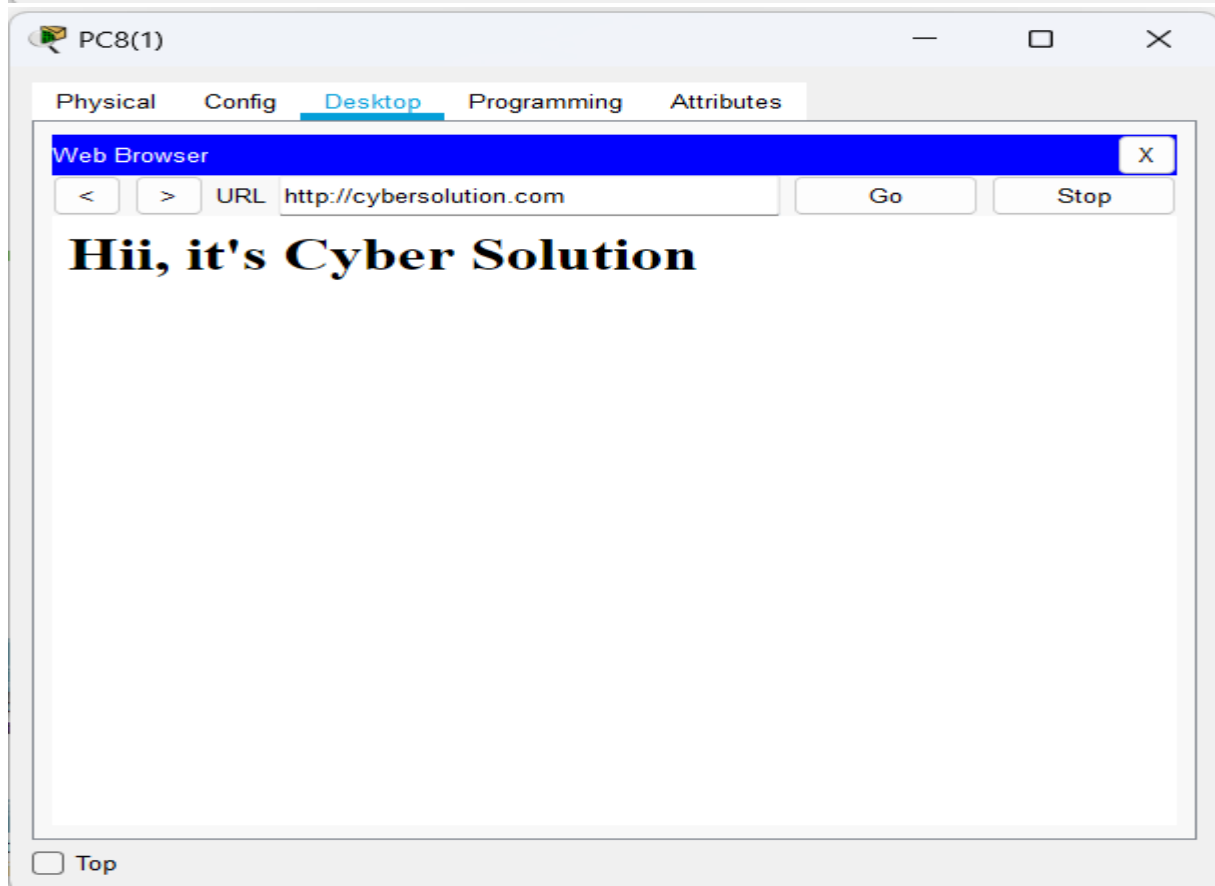 PC8(1)
Physical Config Desktop Programming Attributes
Web Browser X
< > URL http://cybersolution.com Go Stop
Hii, it's Cyber Solution
Top